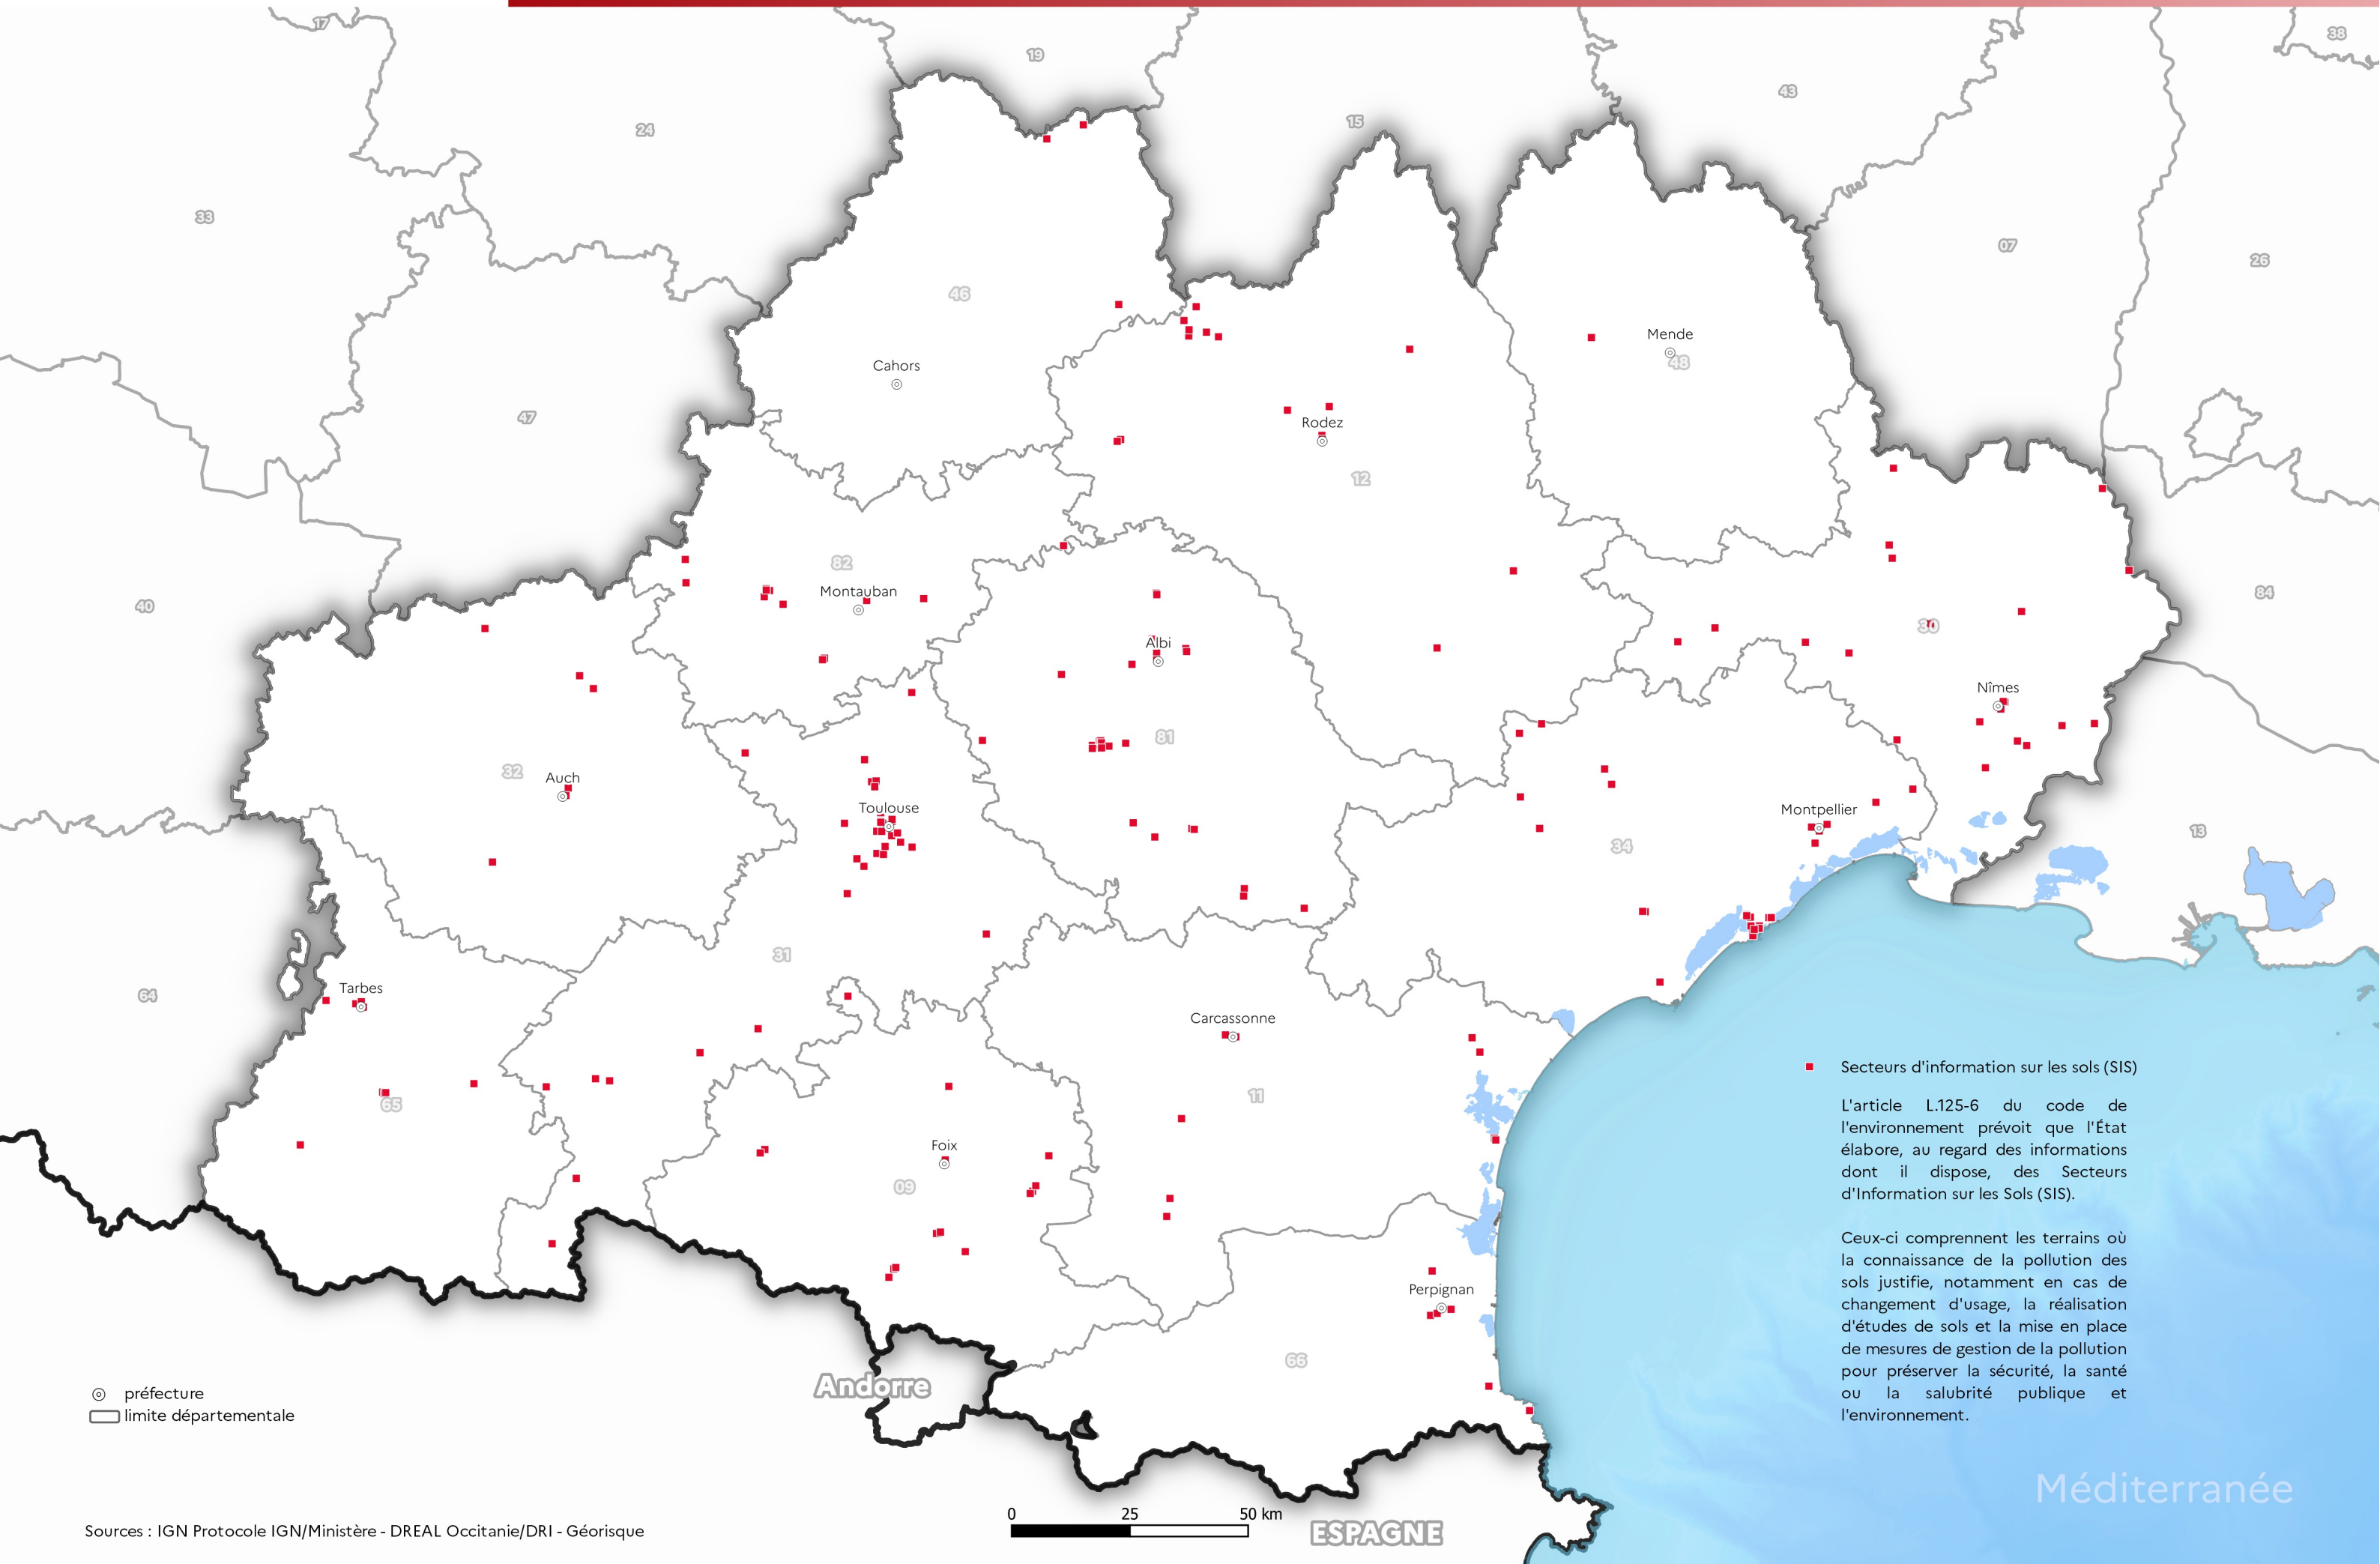 17
19
38
43
24
15
33
07
26
46
Mende
48
Cahors
47
Rodez
12
82
Montauban
40
84
30
Albi
Nîmes
81
32
Auch
Toulouse
Montpellier
13
34
31
64
Tarbes
Carcassonne
11
65
Foix
09
Perpignan
66
Andorre
Secteurs d'information sur les sols (SIS)
L'article L.125-6 du code de
l'environnement prévoit que l'État
élabore, au regard des informations
dont il dispose, des Secteurs
d'Information sur les Sols (SIS).
Ceux-ci comprennent les terrains où
la connaissance de la pollution des
sols justifie, notamment en cas de
changement d'usage, la réalisation
d'études de sols et la mise en place
de mesures de gestion de la pollution
pour préserver la sécurité, la santé
ou la salubrité publique et
l'environnement.
préfecture
limite départementale
Méditerranée
0 25 50 km
Sources : IGN Protocole IGN/Ministère - DREAL Occitanie/DRI - Géorisque
ESPAGNE